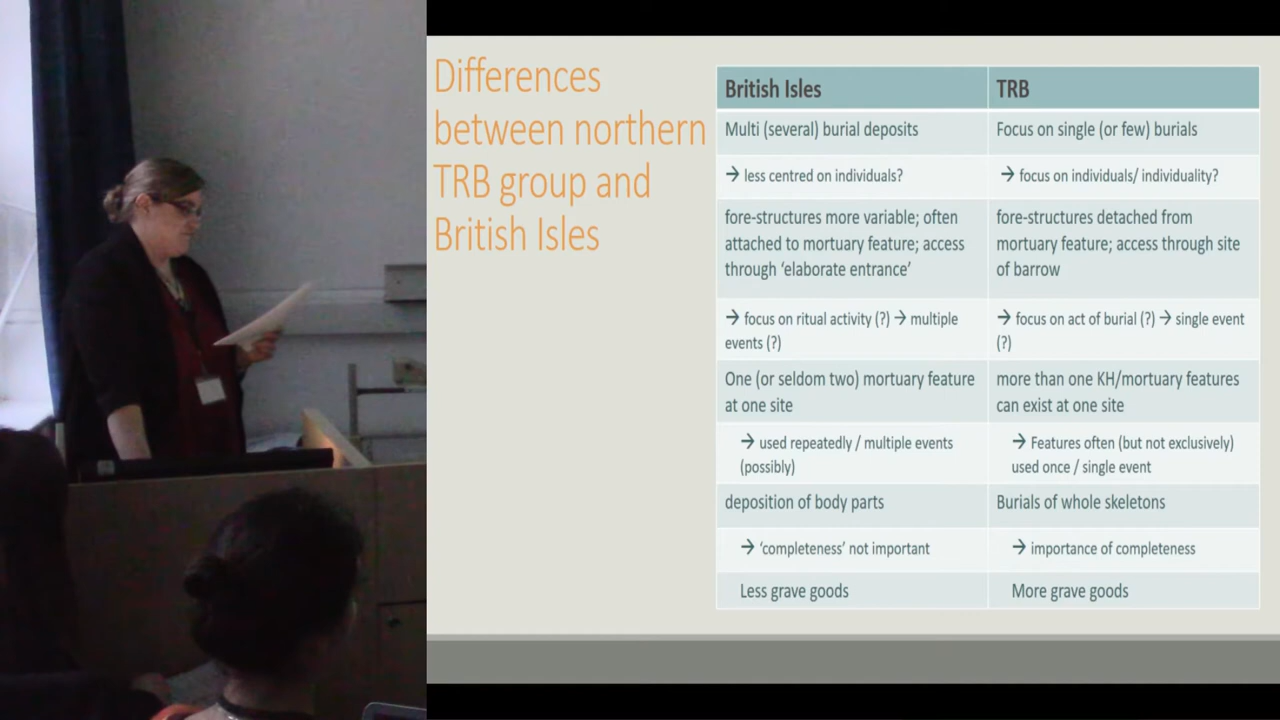 Differences
between northern
TRB group and
British Isles
British Isles
TRB
Multi (several) burial deposits
Focus on single (or few) burials
→ less centred on individuals?
→ focus on individuals/ individuality?
fore-structures more variable; often
attached to mortuary feature; access
through ‘elaborate entrance’
fore-structures detached from
mortuary feature; access through site
of barrow
→ focus on ritual activity (?) → multiple
events (?)
→ focus on act of burial (?) → single event
(?)
One (or seldom two) mortuary feature
at one site
more than one KH/mortuary features
can exist at one site
→ used repeatedly / multiple events
(possibly)
→ Features often (but not exclusively)
used once / single event
deposition of body parts
Burials of whole skeletons
→ ‘completeness’ not important
→ importance of completeness
Less grave goods
More grave goods